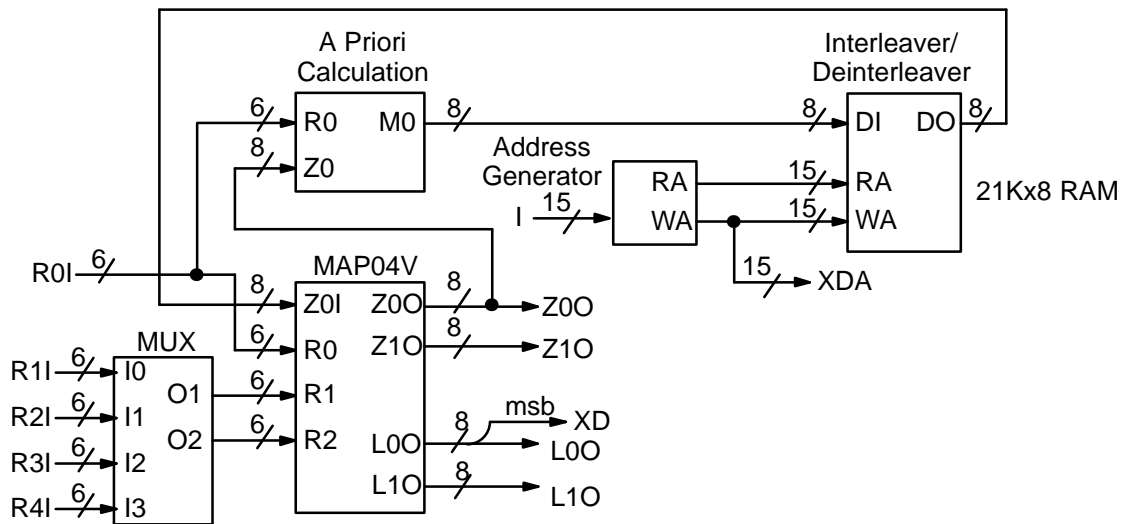 A Priori
Calculation
Interleaver/
Deinterleaver
6
R0
M0
8
8
DI
DO
8
8
Z0
Address
Generator
RA
15
RA
21Kx8 RAM
I
15
WA
15
WA
R0I
6
MAP04V
15
XDA
8
Z0I
Z0O
8
Z0O
6
R0
Z1O
8
Z1O
MUX
R1I
6
I0
O1
6
R1
R2I
6
I1
msb
XD
O2
6
R2
L0O
8
L0O
R3I
6
I2
L1O
8
L1O
R4I
6
I3